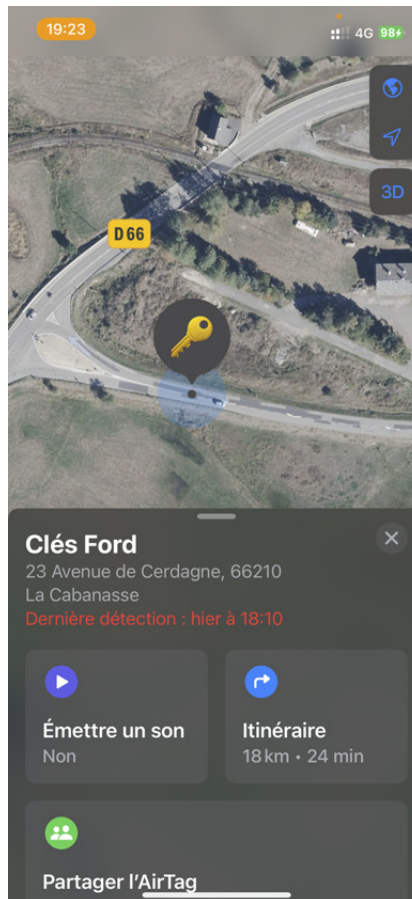 19:23
4G 98
3D
D 66
Clés Ford
23 Avenue de Cerdagne, 66210
La Cabanasse
Dernière détection : hier à 18:10
Émettre un son
Non
Itinéraire
18 km • 24 min
Partager l’AirTag